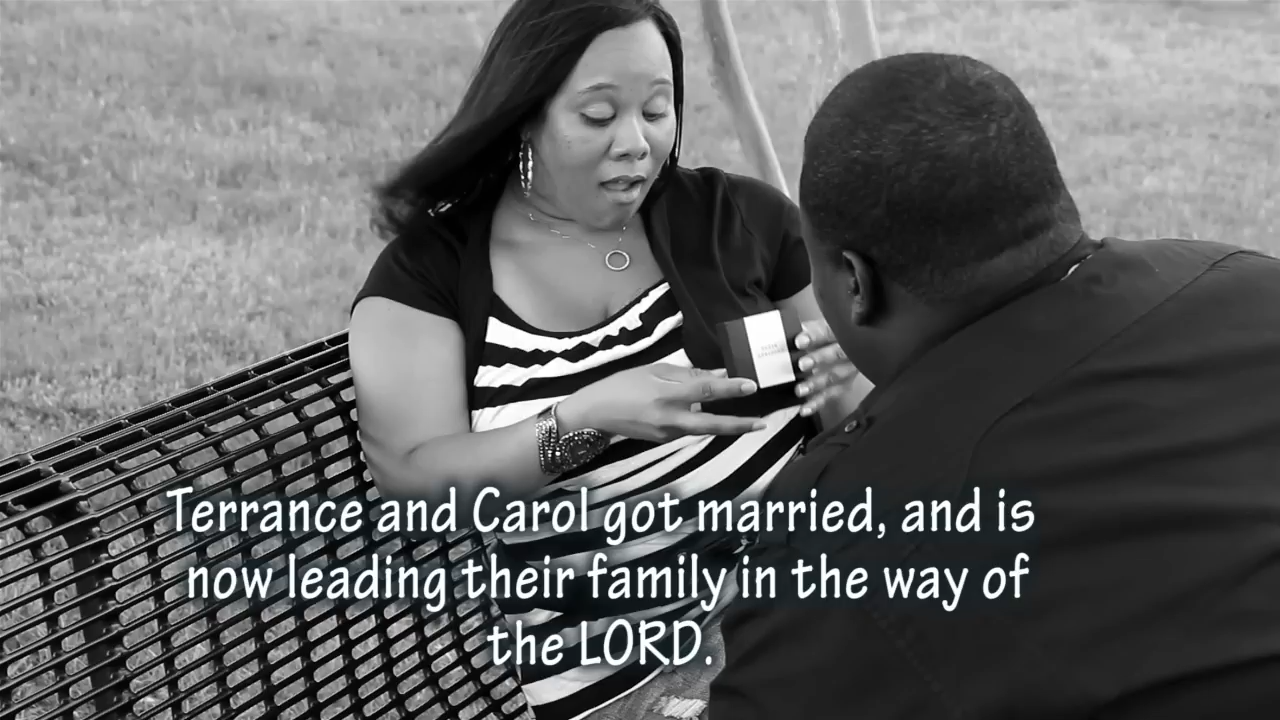 Terrance and Carol got married, and is
now leading their family in the way of
the LORD.